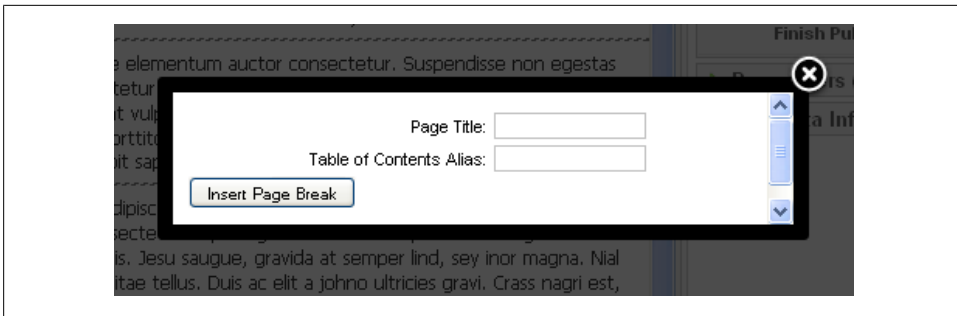 Finish Pu
e elementum auctor consectetur. Suspendisse non egestas
tetur
Page Title:
Table of Contents Alias:
Insert Page Break
is. Jesu saugue, gravida at semper lind, sey inor magna. Nial
itae tellus. Duis ac elit a johno ultricies gravi. Crass nagri est,